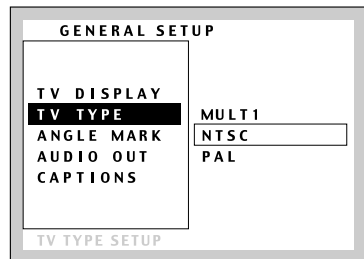 GENERAL SETUP
TV DISPLAY
TV TYPE
MULT1
ANGLE MARK
NTSC
AUDIO OUT
PAL
CAPTIONS
TV TYPE SETUP